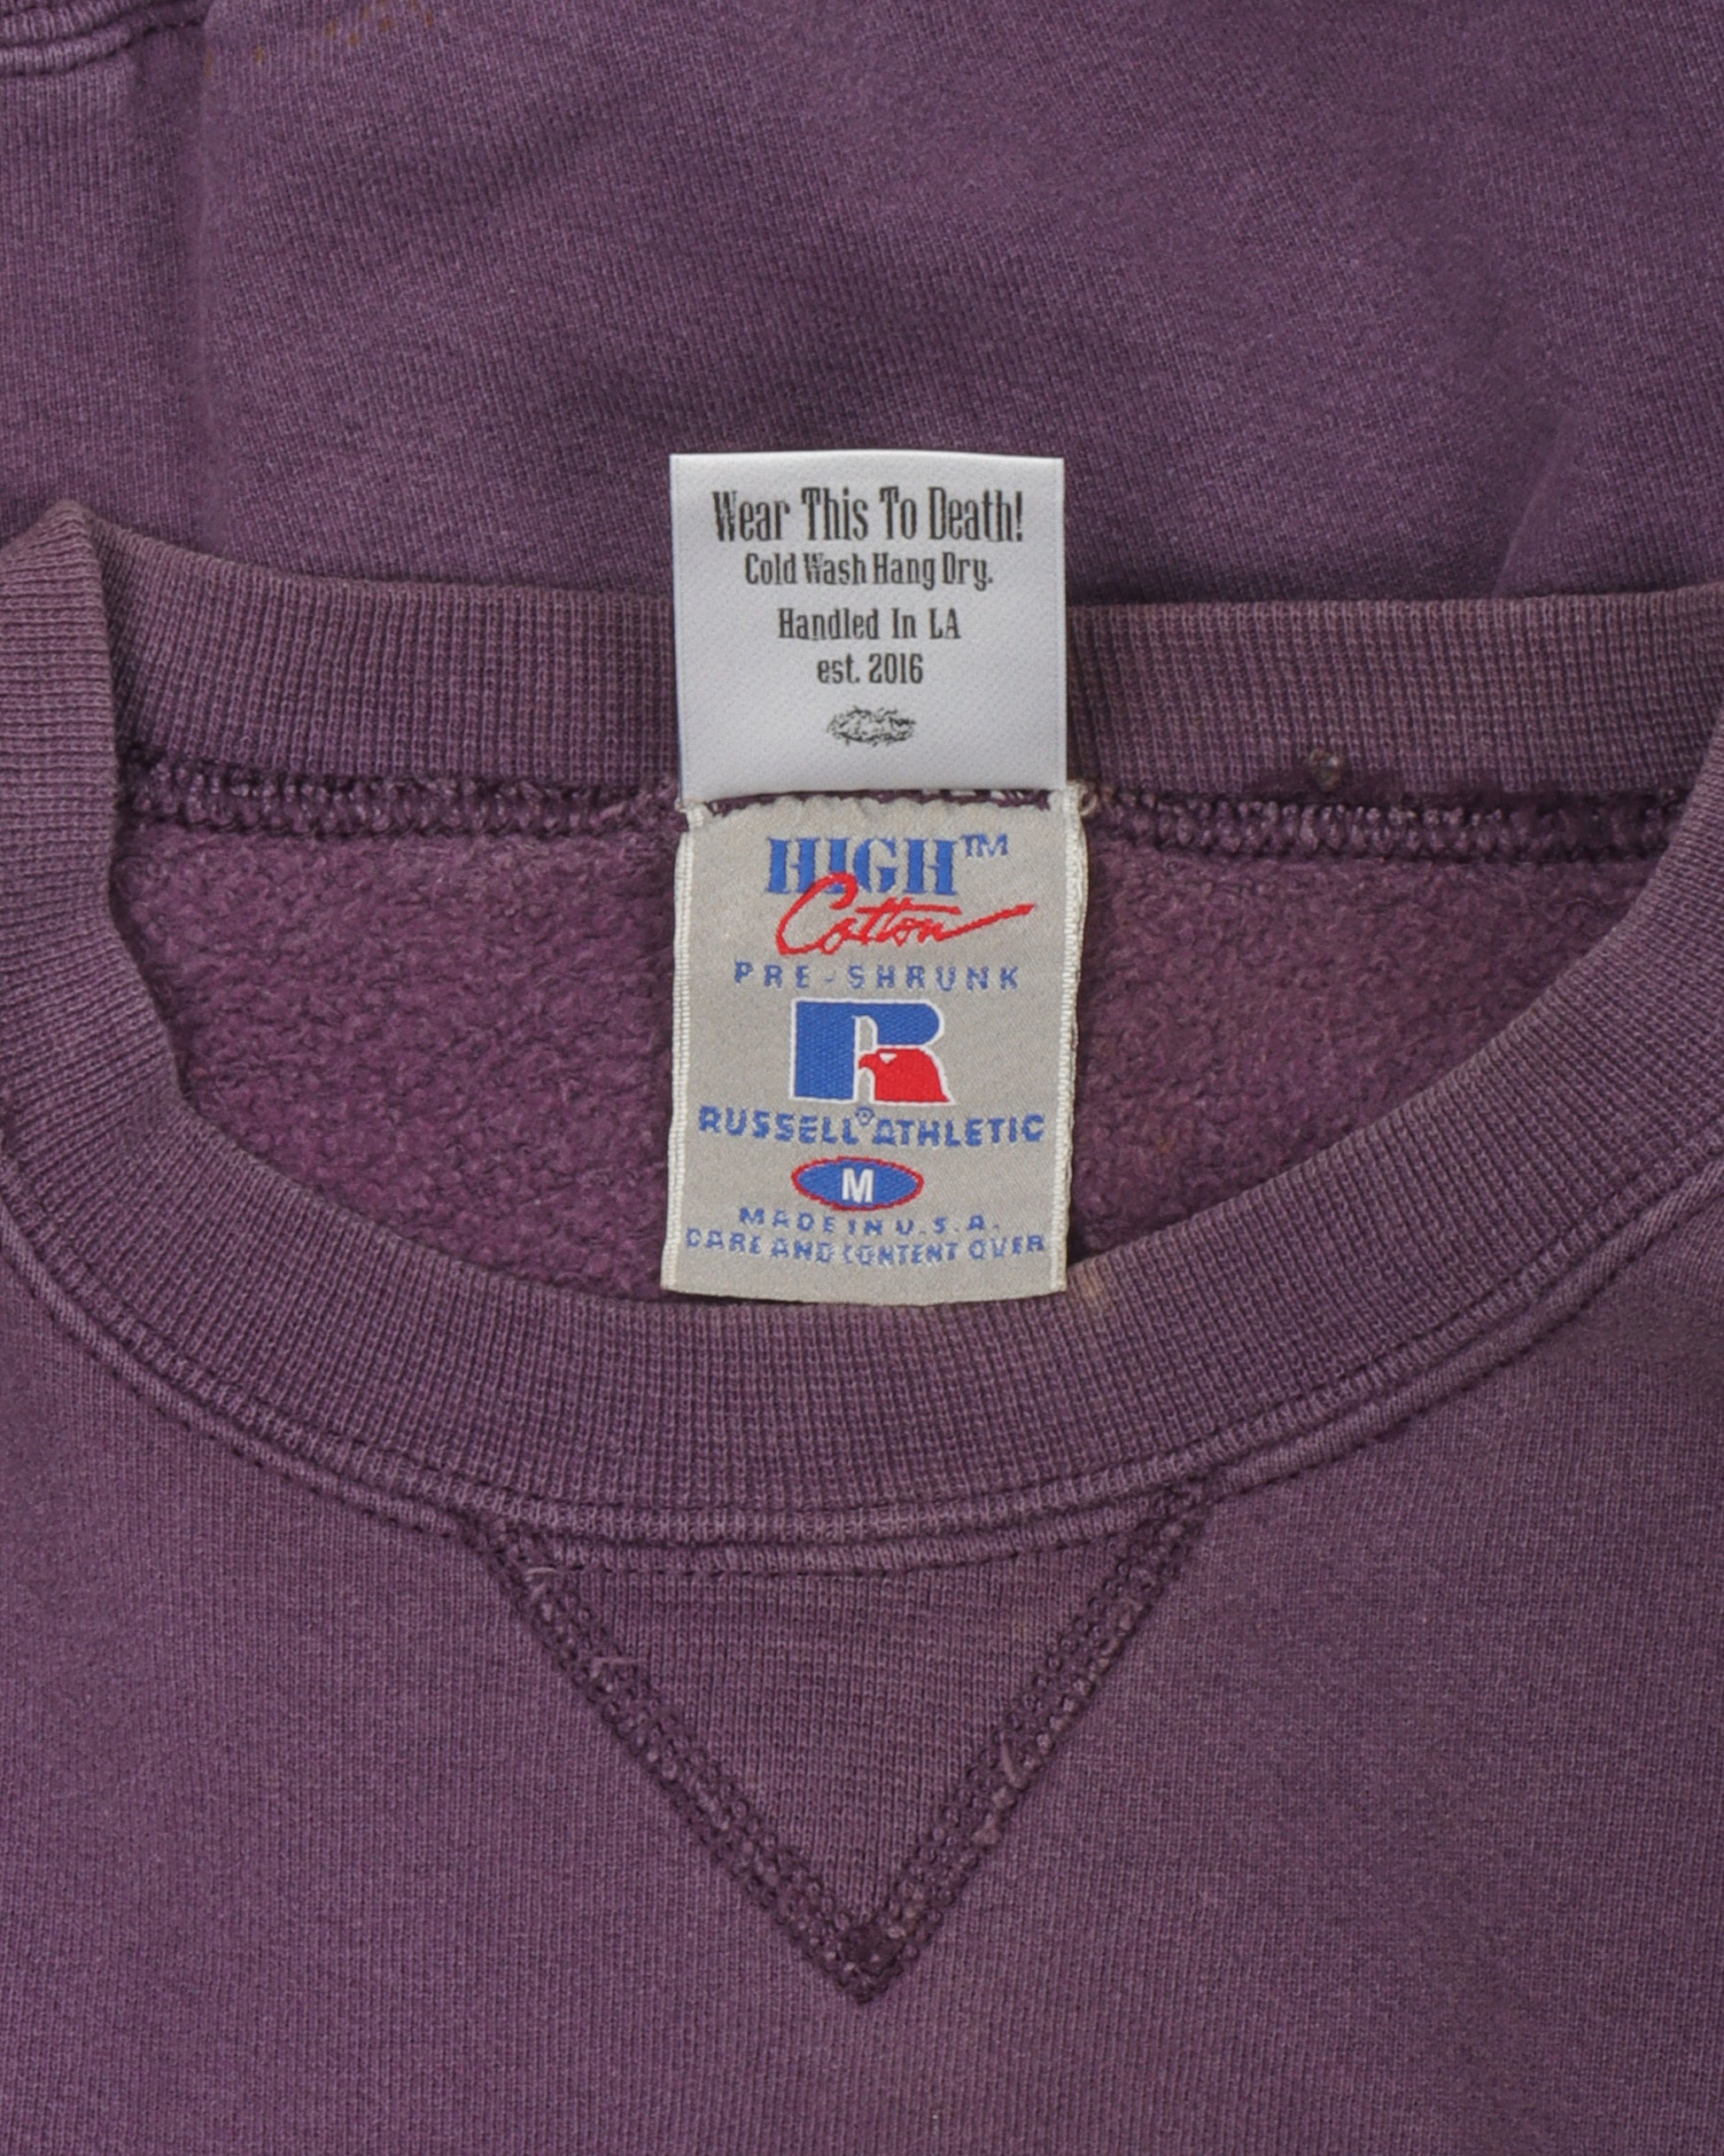 Wear This To Death!
Cold Wash Hang Dry.
Handled In LA
est. 2016
HIGH™
Cotton
PRE-SHRUNK
R
RUSSELL® ATHLETIC
M
MADE IN U.S.A.
CARE AND CONTENT OVER